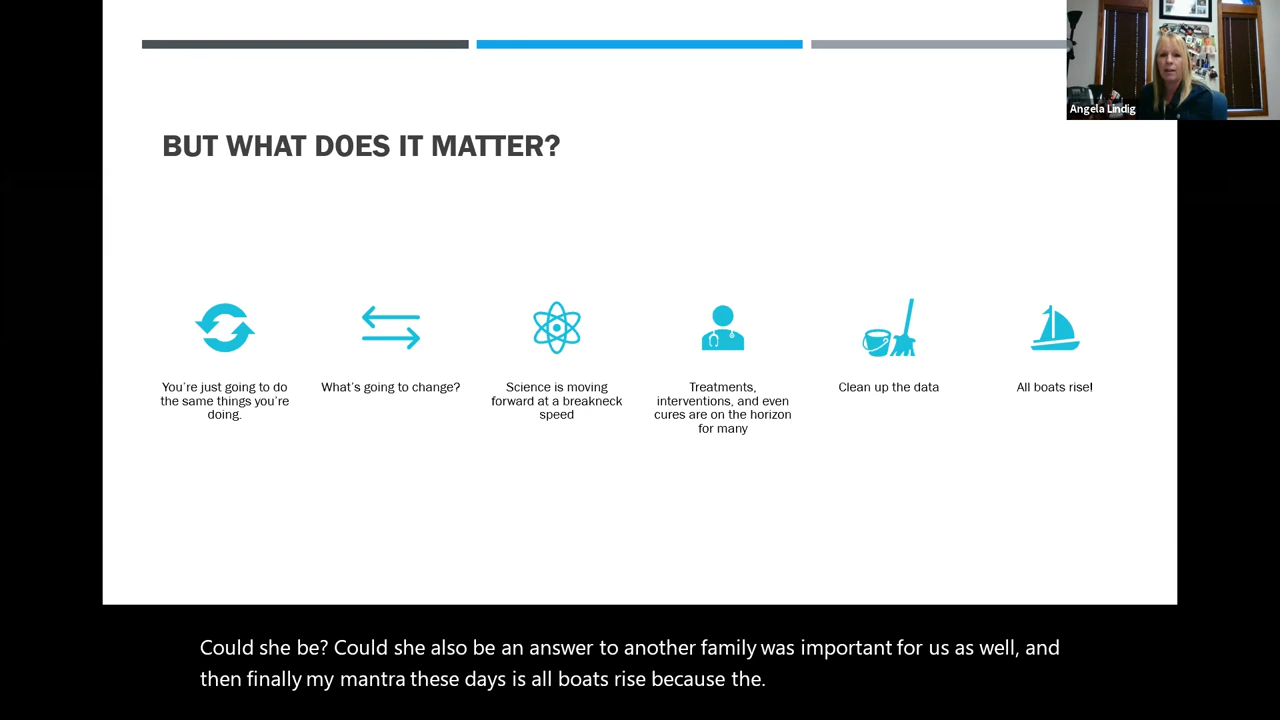 Angela Lindig
BUT WHAT DOES IT MATTER?
You're just going to do
the same things you're
doing.
What's going to change?
Science is moving
forward at a breakneck
speed
Treatments,
interventions, and even
cures are on the horizon
for many
Clean up the data
All boats rise!
Could she be? Could she also be an answer to another family was important for us as well, and
then finally my mantra these days is all boats rise because the.